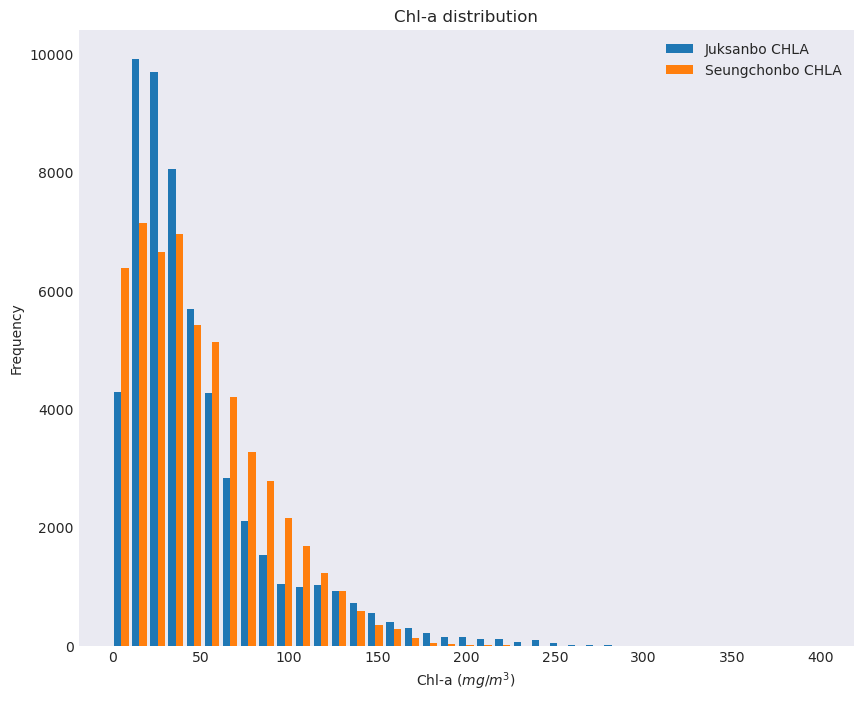 Chl-a distribution
Juksanbo CHLA
Seungchonbo CHLA
10000
8000
6000
4000
2000
0
Frequency
0 50 100 150 200 250 300 350 400
Chl-a (mg/m³)